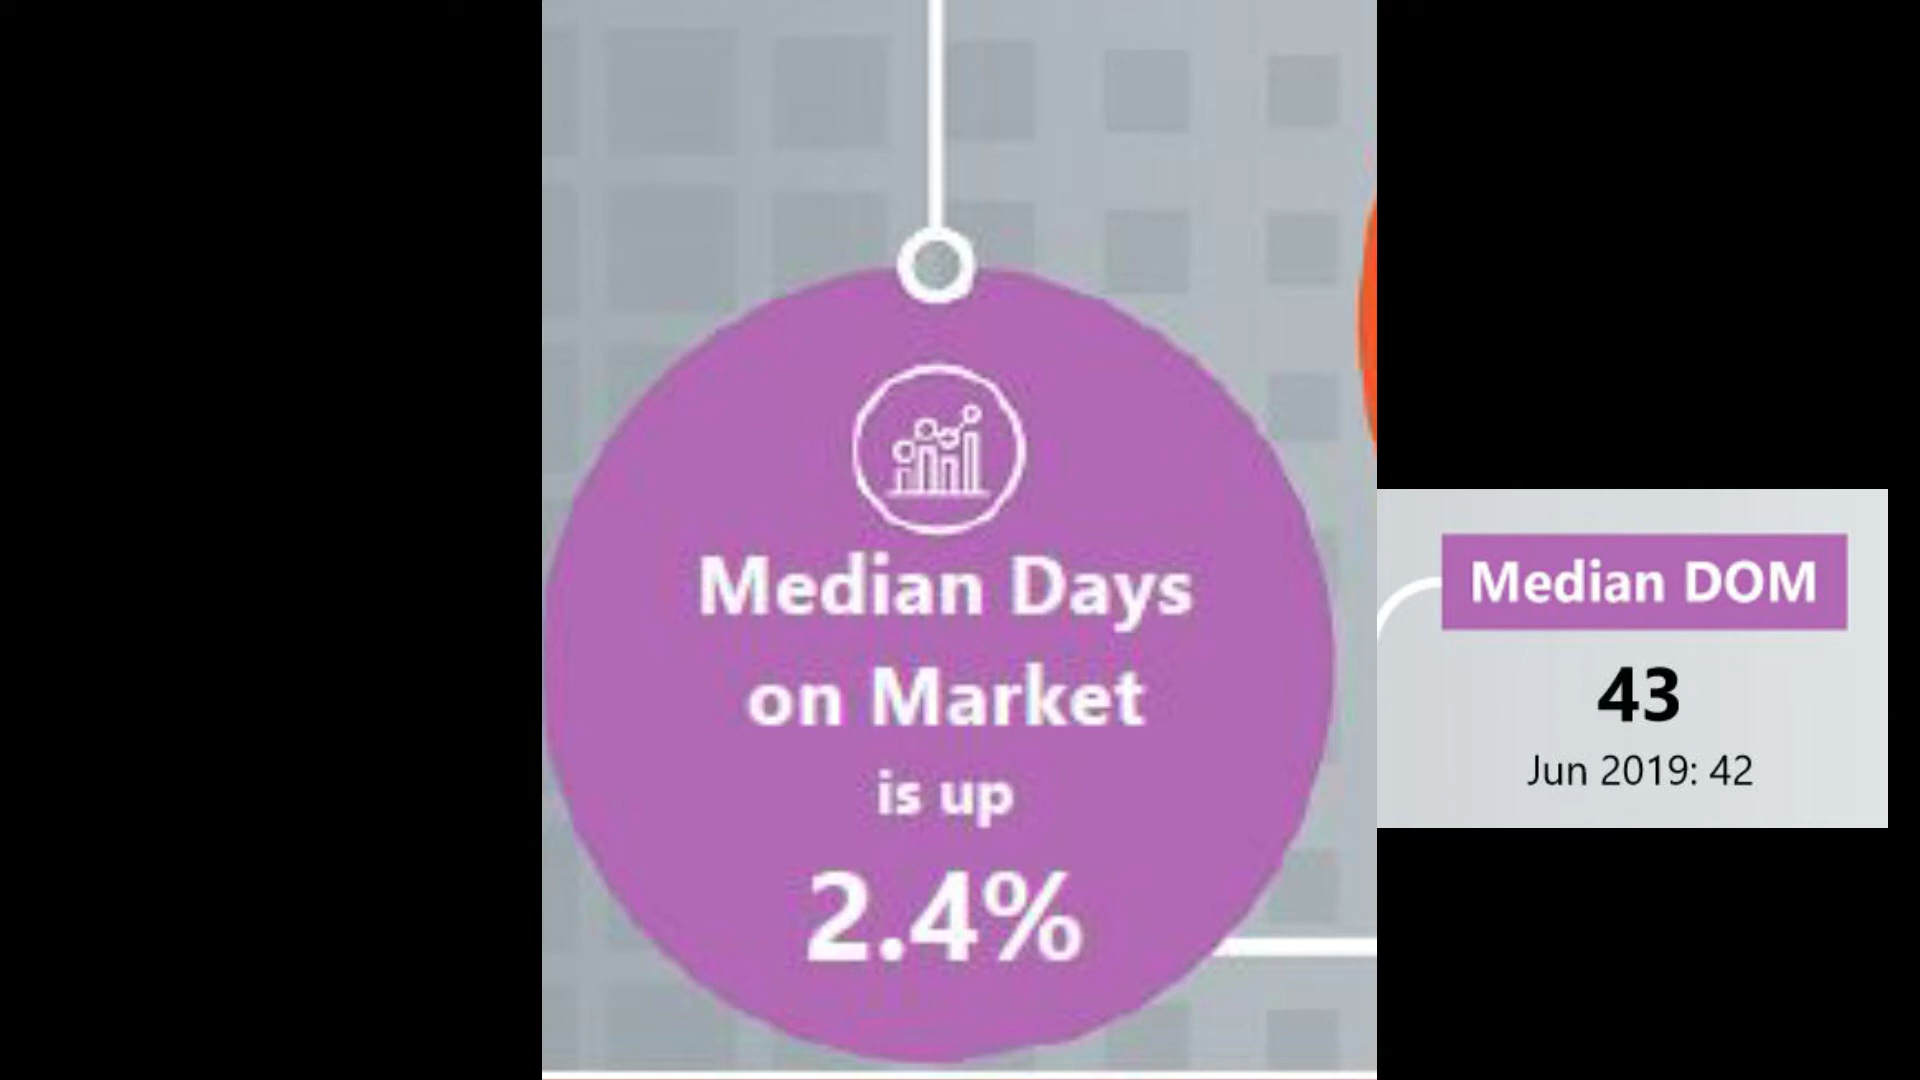 Median Days
on Market
is up
2.4%
Median DOM
43
Jun 2019: 42